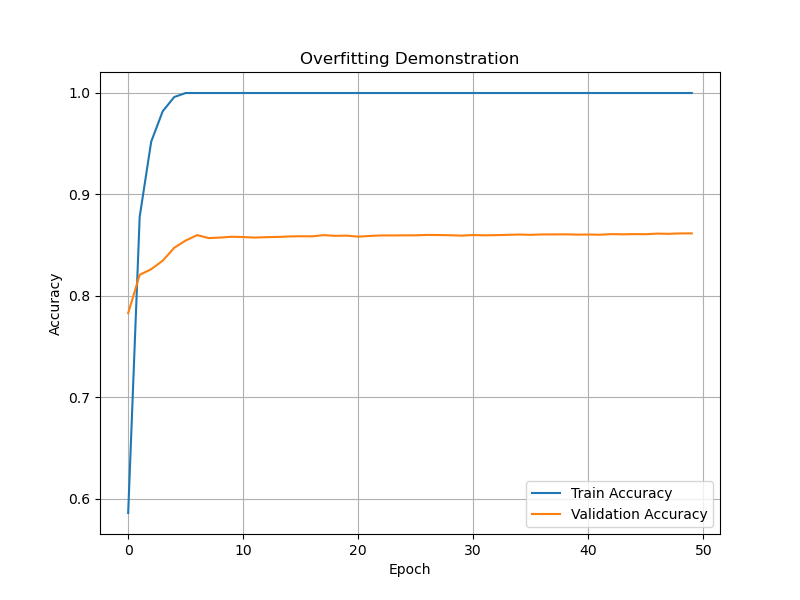 Overfitting Demonstration
1.0
0.9
0.8
0.7
0.6
Accuracy
0 10 20 30 40 50
Epoch
Train Accuracy
Validation Accuracy